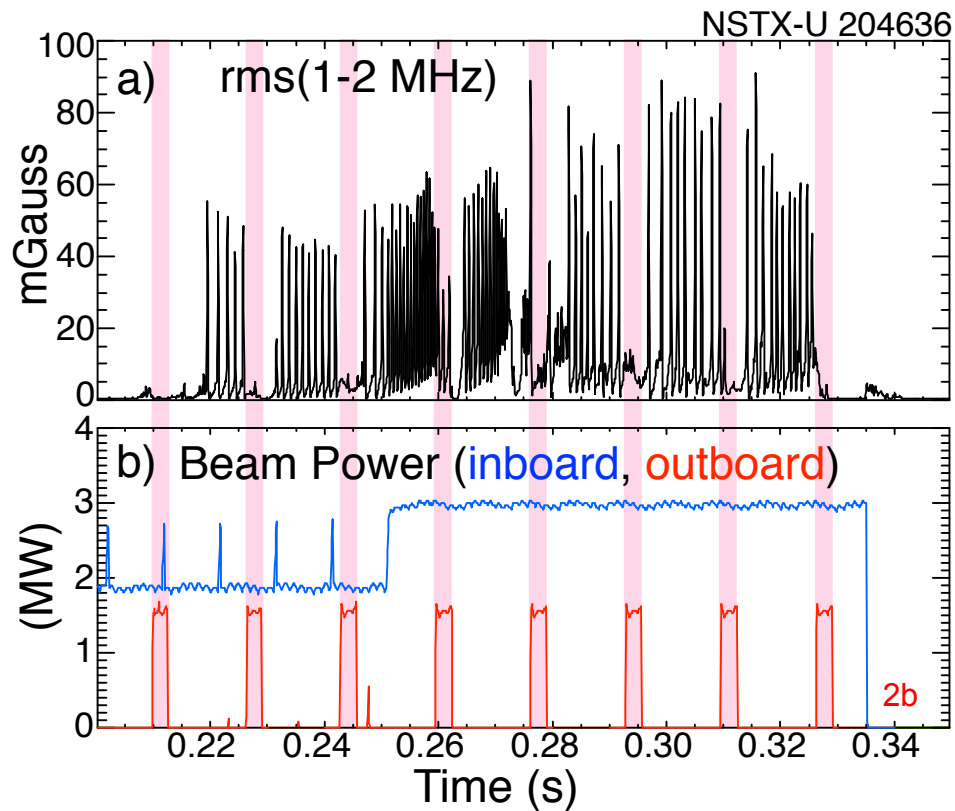 NSTX-U 204636
a) rms(1-2 MHz)
100
80
60
40
20
0
mGauss
b) Beam Power (inboard, outboard)
4
3
2
1
0
(MW)
2b
0.22 0.24 0.26 0.28 0.30 0.32 0.34
Time (s)